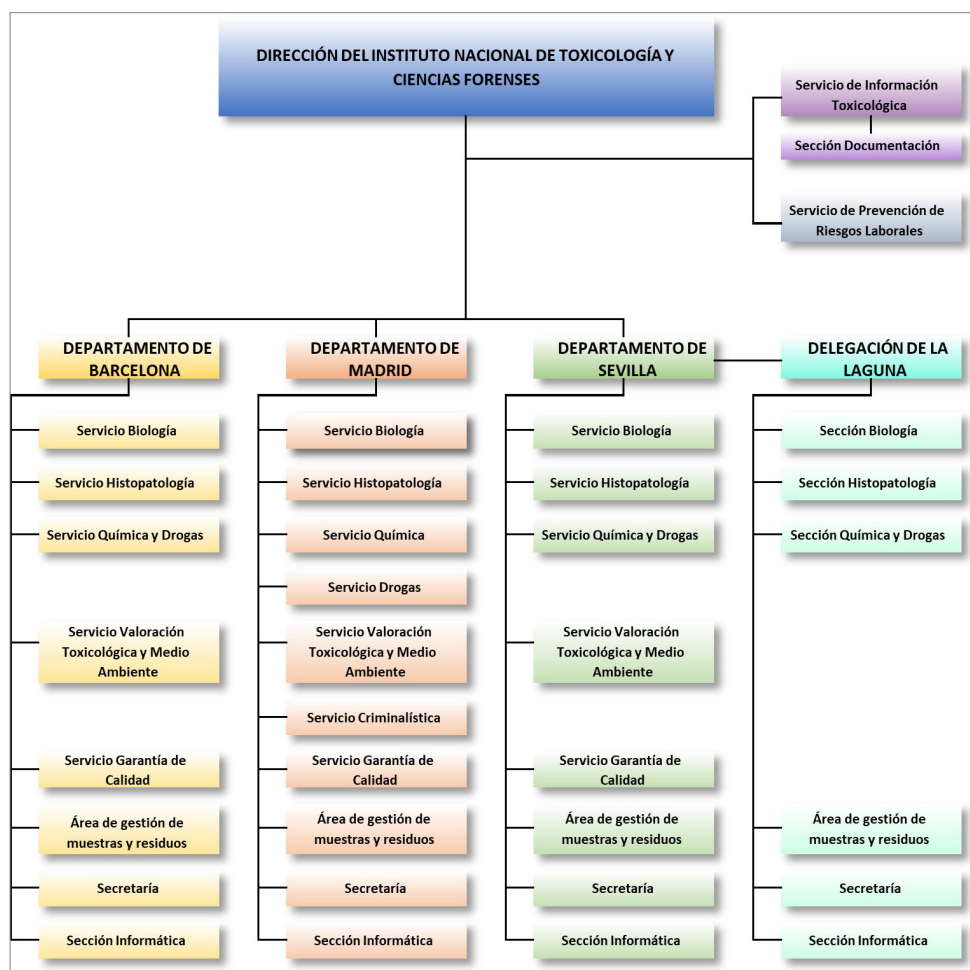 DIRECCIÓN DEL INSTITUTO NACIONAL DE TOXICOLOGÍA Y
CIENCIAS FORENSES
Servicio de Información
Toxicológica
Sección Documentación
Servicio de Prevención de
Riesgos Laborales
DEPARTAMENTO DE
BARCELONA
Servicio Biología
Servicio Histopatología
Servicio Química y Drogas
Servicio Valoración
Toxicológica y Medio
Ambiente
Servicio Garantía de
Calidad
Área de gestión de
muestras y residuos
Secretaría
Sección Informática
DEPARTAMENTO DE
MADRID
Servicio Biología
Servicio Histopatología
Servicio Química
Servicio Drogas
Servicio Valoración
Toxicológica y Medio
Ambiente
Servicio Criminalística
Servicio Garantía de
Calidad
Área de gestión de
muestras y residuos
Secretaría
Sección Informática
DEPARTAMENTO DE
SEVILLA
Servicio Biología
Servicio Histopatología
Servicio Química y Drogas
Servicio Valoración
Toxicológica y Medio
Ambiente
Servicio Garantía de
Calidad
Área de gestión de
muestras y residuos
Secretaría
Sección Informática
DELEGACIÓN DE LA
LAGUNA
Sección Biología
Sección Histopatología
Sección Química y Drogas
Área de gestión de
muestras y residuos
Secretaría
Sección Informática